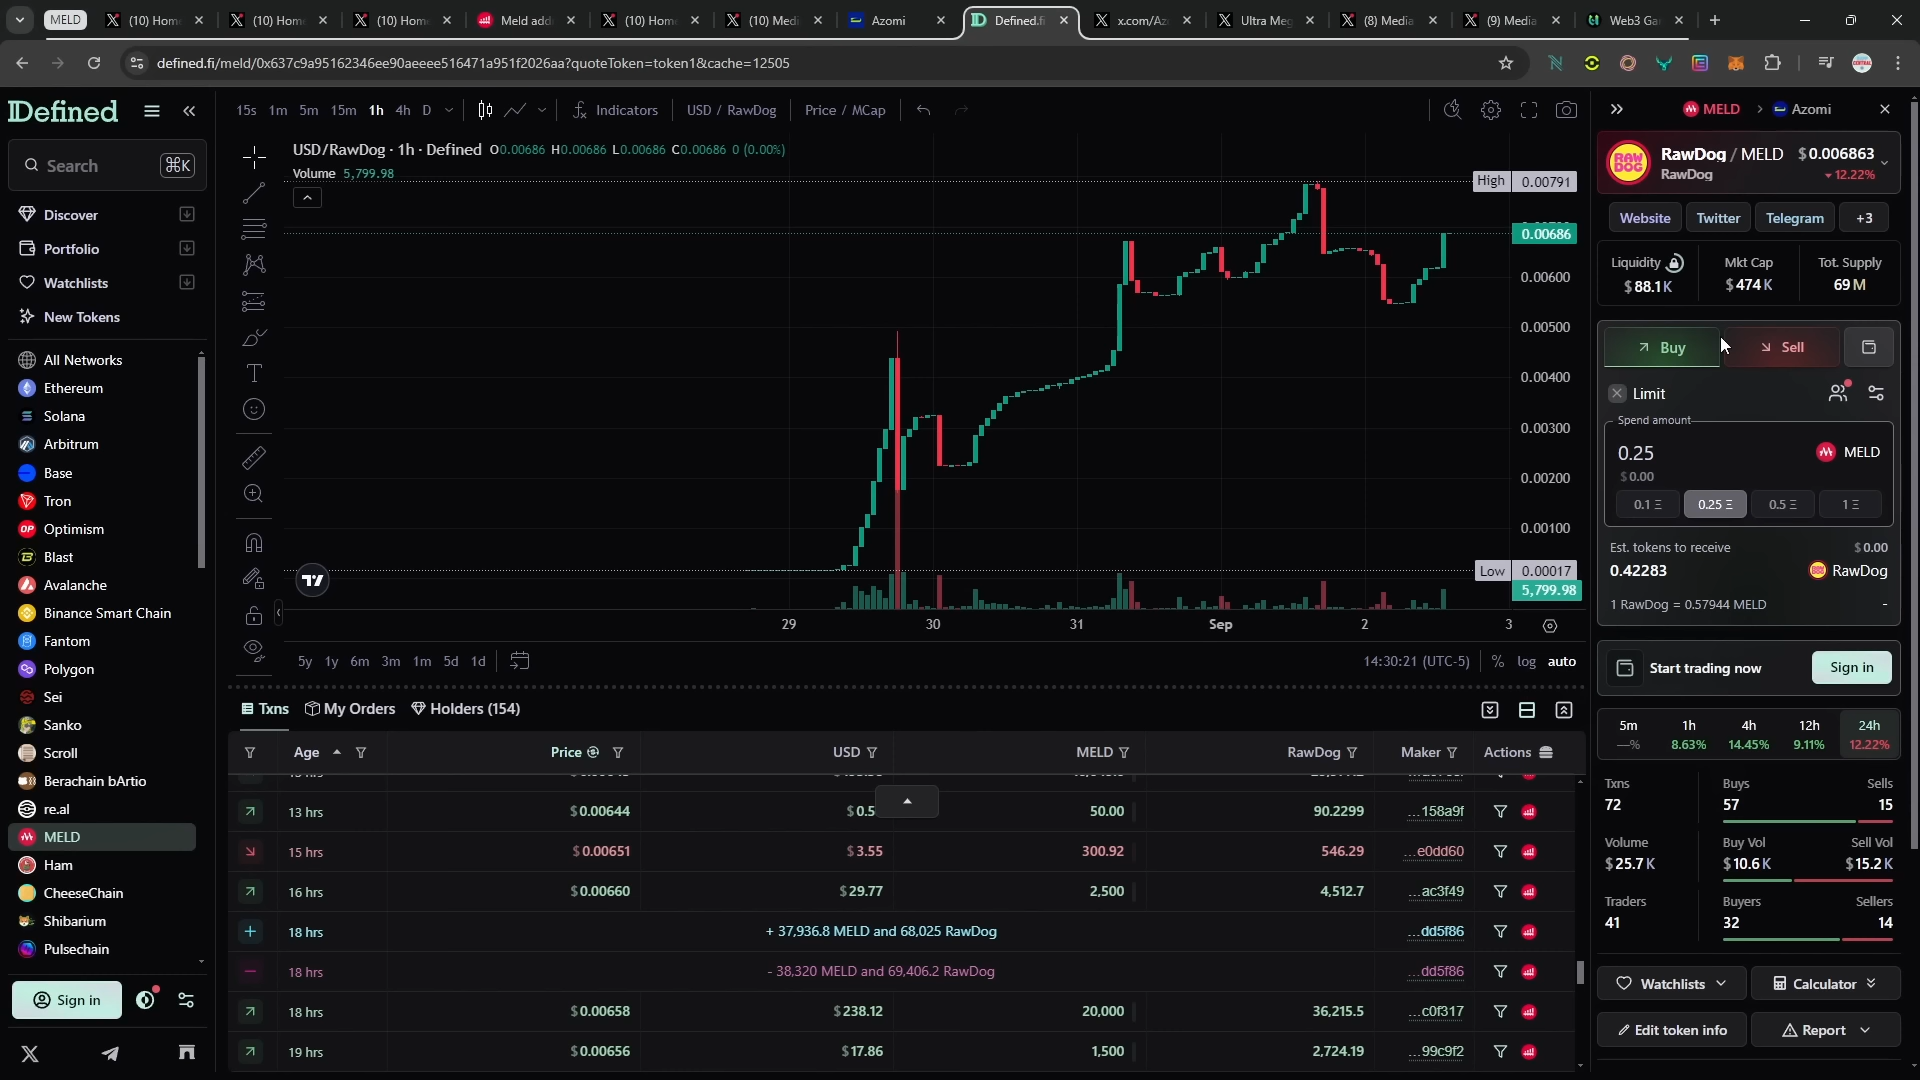 MELD
(10) Home
(10) Home
(10) Home
Meld add
(10) Home
(10) Medi
Azomi
Defined.fi
x.com/Az
Ultra Meg
(8) Media
(9) Media
Web3 Ga
defined.fi/meld/0x637c9a95162346ee90aeeee516471a951f2026aa?quoteToken=token1&cache=12505
Defined
Search
⌘K
Discover
Portfolio
Watchlists
New Tokens
All Networks
Ethereum
Solana
Arbitrum
Base
Tron
Optimism
Blast
Avalanche
Binance Smart Chain
Fantom
Polygon
Sei
Sanko
Scroll
Berachain bArtio
re.al
MELD
Ham
CheeseChain
Shibarium
Pulsechain
Sign in
15s 1m 5m 15m 1h 4h D Indicators USD / RawDog Price / MCap
USD/RawDog · 1h · Defined O0.00686 H0.00686 L0.00686 C0.00686 0 (0.00%)
Volume 5,799.98
High 0.00791
0.00686
0.00600
0.00500
0.00400
0.00300
0.00200
0.00100
Low 0.00017
5,799.98
29 30 31 Sep 2 3
5y 1y 6m 3m 1m 5d 1d 14:30:21 (UTC-5) % log auto
Txns My Orders Holders (154)
Age Price USD MELD RawDog Maker Actions
13 hrs $0.00644 $0.5 50.00 90.2299 ...158a9f
15 hrs $0.00651 $3.55 300.92 546.29 ...e0dd60
16 hrs $0.00660 $29.77 2,500 4,512.7 ...ac3f49
18 hrs + 37,936.8 MELD and 68,025 RawDog ...dd5f86
18 hrs - 38,320 MELD and 69,406.2 RawDog ...dd5f86
18 hrs $0.00658 $238.12 20,000 36,215.5 ...c0f317
19 hrs $0.00656 $17.86 1,500 2,724.19 ...99c9f2
MELD > Azomi
RAW DOG
RawDog / MELD $0.006863
RawDog 12.22%
Website Twitter Telegram +3
Liquidity Mkt Cap Tot. Supply
$88.1K $474K 69M
Buy Sell
Limit
Spend amount
0.25 MELD
$0.00
0.1 Ξ 0.25 Ξ 0.5 Ξ 1 Ξ
Est. tokens to receive $0.00
0.42283 RawDog
1 RawDog = 0.57944 MELD -
Start trading now Sign in
5m 1h 4h 12h 24h
—% 8.63% 14.45% 9.11% 12.22%
Txns Buys Sells
72 57 15
Volume Buy Vol Sell Vol
$25.7K $10.6K $15.2K
Traders Buyers Sellers
41 32 14
Watchlists Calculator
Edit token info Report